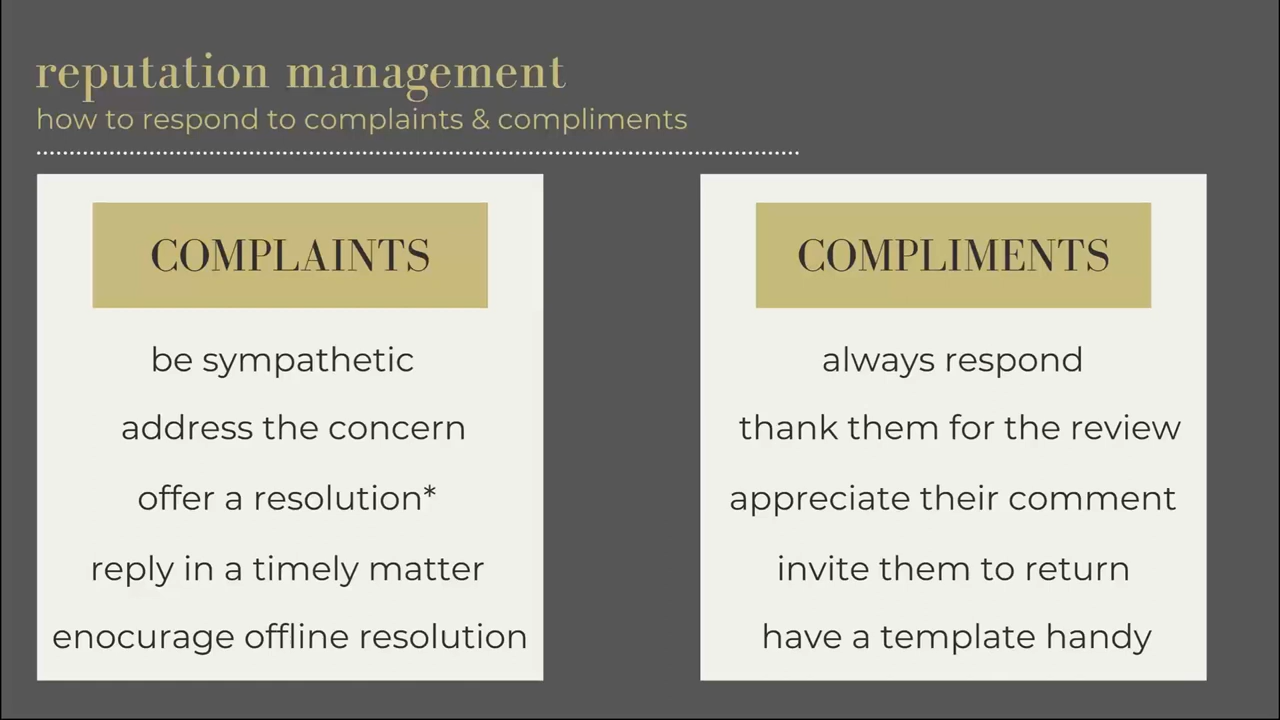 reputation management
how to respond to complaints & compliments
COMPLAINTS
be sympathetic
address the concern
offer a resolution*
reply in a timely matter
enocurage offline resolution
COMPLIMENTS
always respond
thank them for the review
appreciate their comment
invite them to return
have a template handy